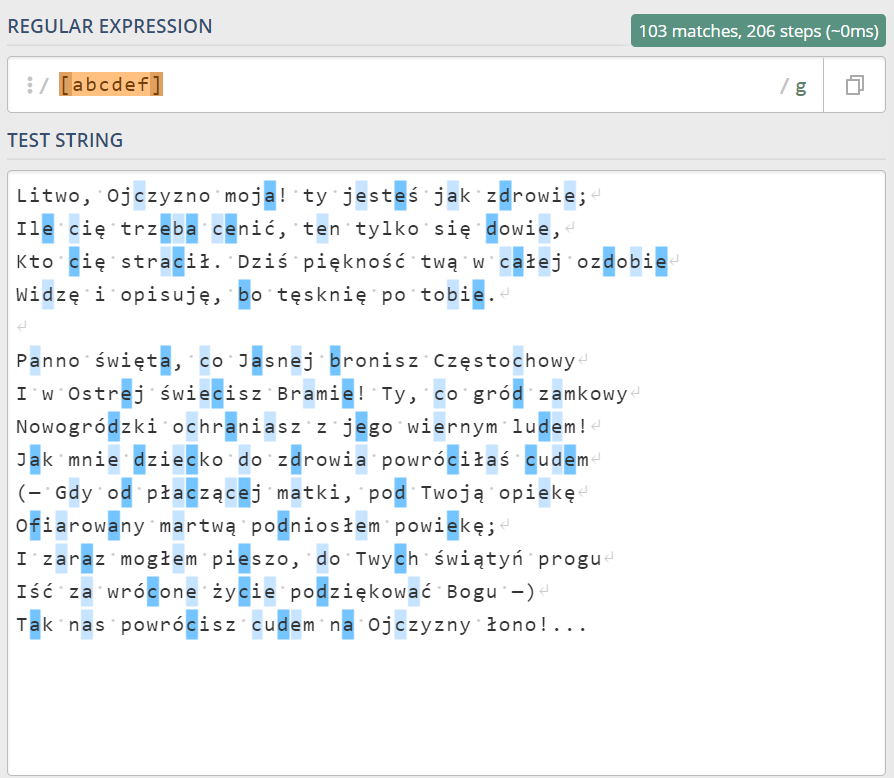 REGULAR EXPRESSION
103 matches, 206 steps (~0ms)
/ [abcdef] / g
TEST STRING
Litwo, Ojczyzno moja! ty jesteś jak zdrowie;
Ile cię trzeba cenić, ten tylko się dowie,
Kto cię stracił. Dziś piękność twą w całej ozdobie
Widzę i opisuję, bo tęsknię po tobie.

Panno święta, co Jasnej bronisz Częstochowy
I w Ostrej świecisz Bramie! Ty, co gród zamkowy
Nowogródzki ochraniasz z jego wiernym ludem!
Jak mnie dziecko do zdrowia powróciłaś cudem
(— Gdy od płaczącej matki, pod Twoją opiekę
Ofiarowany martwą podniosłem powiekę;
I zaraz mogłem pieszo, do Twych świątyń progu
Iść za wrócone życie podziękować Bogu —)
Tak nas powrócisz cudem na Ojczyzny łono!...